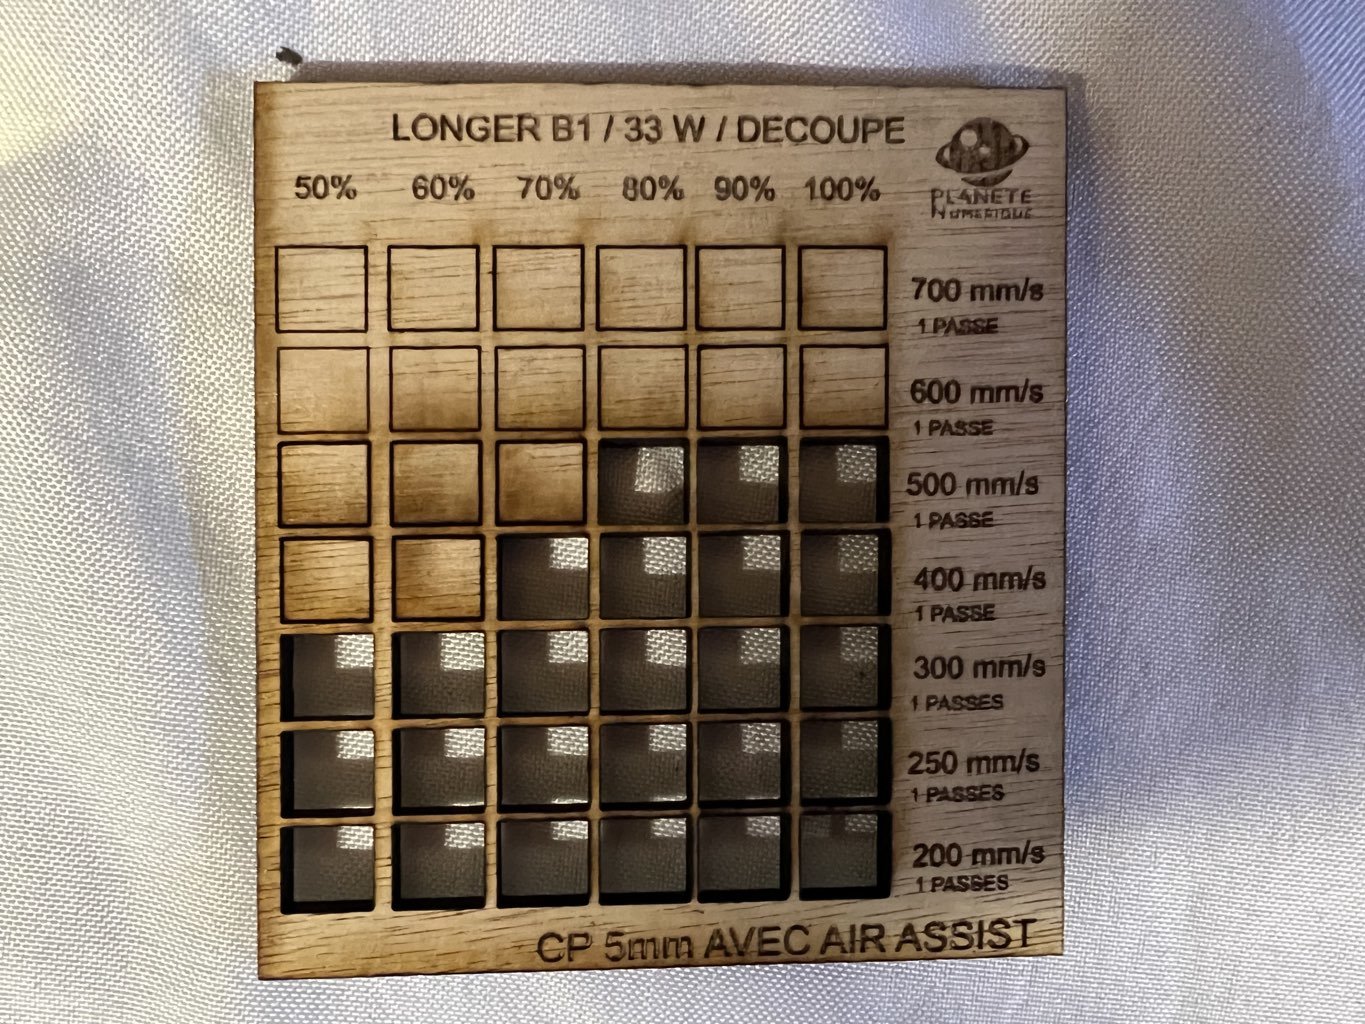 LONGER B1 / 33 W / DECOUPE
PLANETE
NUMERIQUE
50% 60% 70% 80% 90% 100%
700 mm/s
1 PASSE
600 mm/s
1 PASSE
500 mm/s
1 PASSE
400 mm/s
1 PASSE
300 mm/s
1 PASSES
250 mm/s
1 PASSES
200 mm/s
1 PASSES
CP 5mm AVEC AIR ASSIST